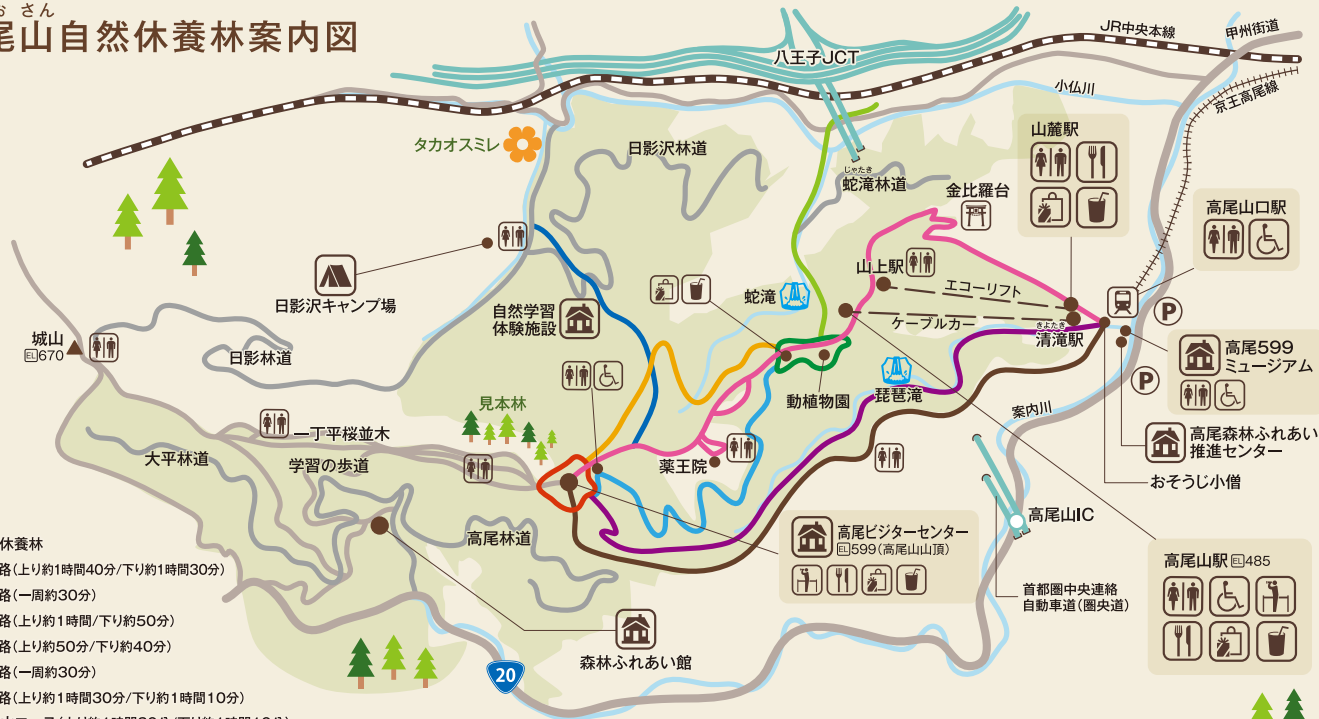 お さん
尾山自然休養林案内図
JR中央本線
甲州街道
八王子JCT
小仏川
京王高尾線
タカオスミレ
日影沢林道
じゃたき
蛇滝林道
山麓駅
金比羅台
高尾山口駅
山上駅
エコーリフト
ケーブルカー
きよたき
清滝駅
P
日影沢キャンプ場
自然学習
体験施設
蛇滝
城山
EL670
日影林道
高尾599
ミュージアム
P
動植物園
琵琶滝
案内川
見本林
一丁平桜並木
大平林道
学習の歩道
薬王院
高尾森林ふれあい
推進センター
おそうじ小僧
高尾林道
高尾ビジターセンター
EL599(高尾山山頂)
高尾山IC
首都圏中央連絡
自動車道(圏央道)
高尾山駅 EL485
森林ふれあい館
20
休養林
路(上り約1時間40分/下り約1時間30分)
路(一周約30分)
路(上り約1時間/下り約50分)
路(上り約50分/下り約40分)
路(一周約30分)
路(上り約1時間30分/下り約1時間10分)